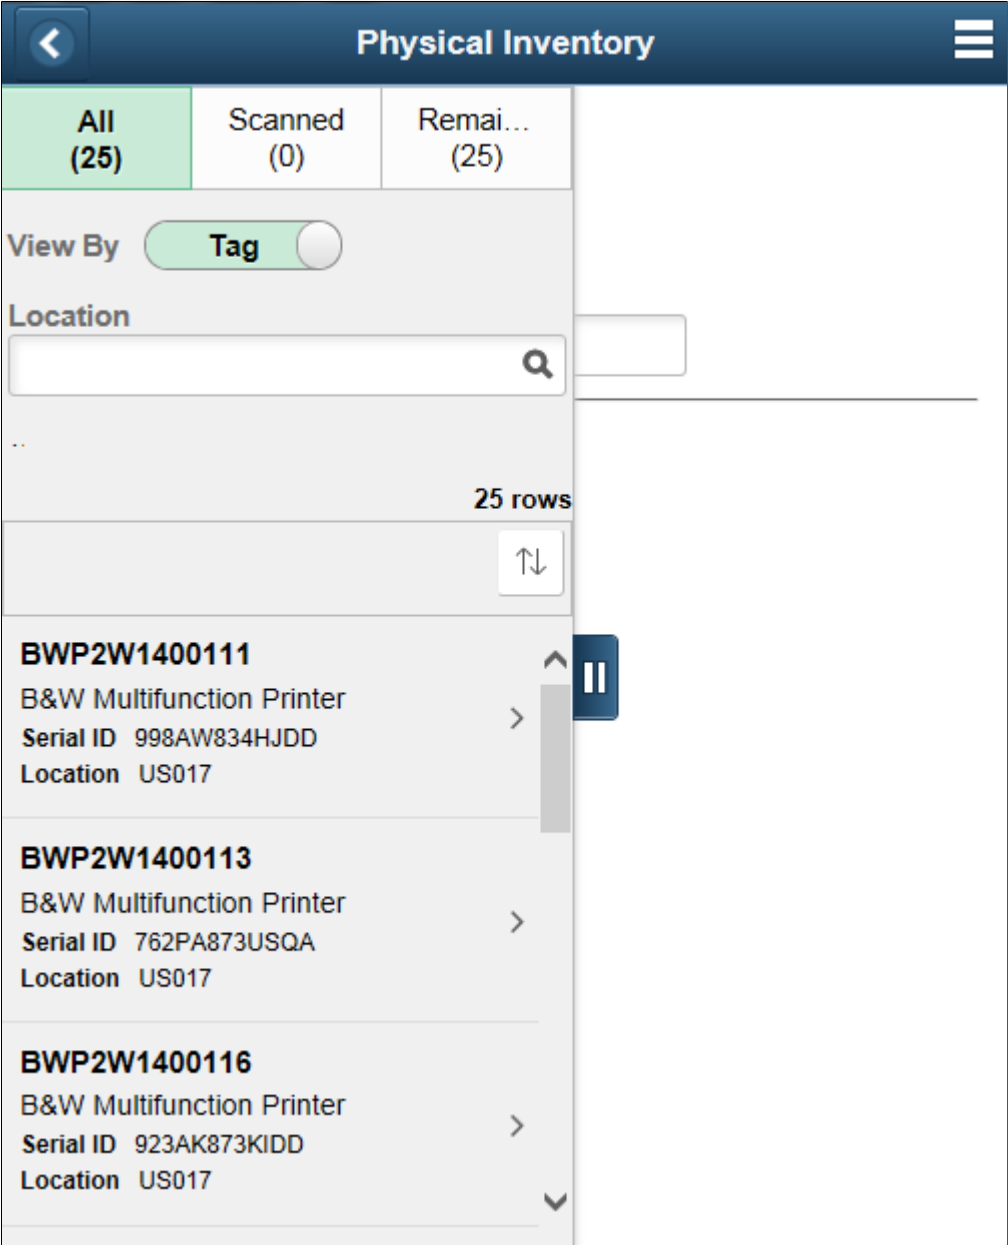 Physical Inventory
All
(25)
Scanned
(0)
Remai...
(25)
View By Tag
Location
..
25 rows
BWP2W1400111
B&W Multifunction Printer
Serial ID 998AW834HJDD
Location US017
BWP2W1400113
B&W Multifunction Printer
Serial ID 762PA873USQA
Location US017
BWP2W1400116
B&W Multifunction Printer
Serial ID 923AK873KIDD
Location US017